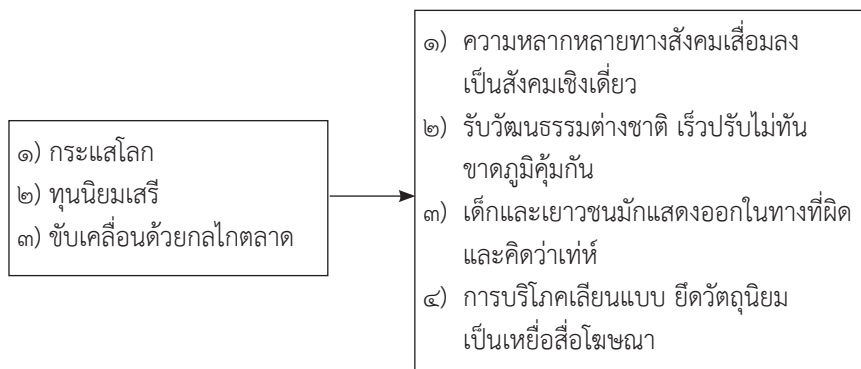 ๑) กระแสโลก
๒) ทุนนิยมเสรี
๓) ขับเคลื่อนด้วยกลไกตลาด
๑) ความหลากหลายทางสังคมเสื่อมลง
เป็นสังคมเชิงเดี่ยว
๒) รับวัฒนธรรมต่างชาติ เร็วปรับไม่ทัน
ขาดภูมิคุ้มกัน
๓) เด็กและเยาวชนมักแสดงออกในทางที่ผิด
และคิดว่าเท่ห์
๔) การบริโภคเลียนแบบ ยึดวัตถุนิยม
เป็นเหยื่อสื่อโฆษณา